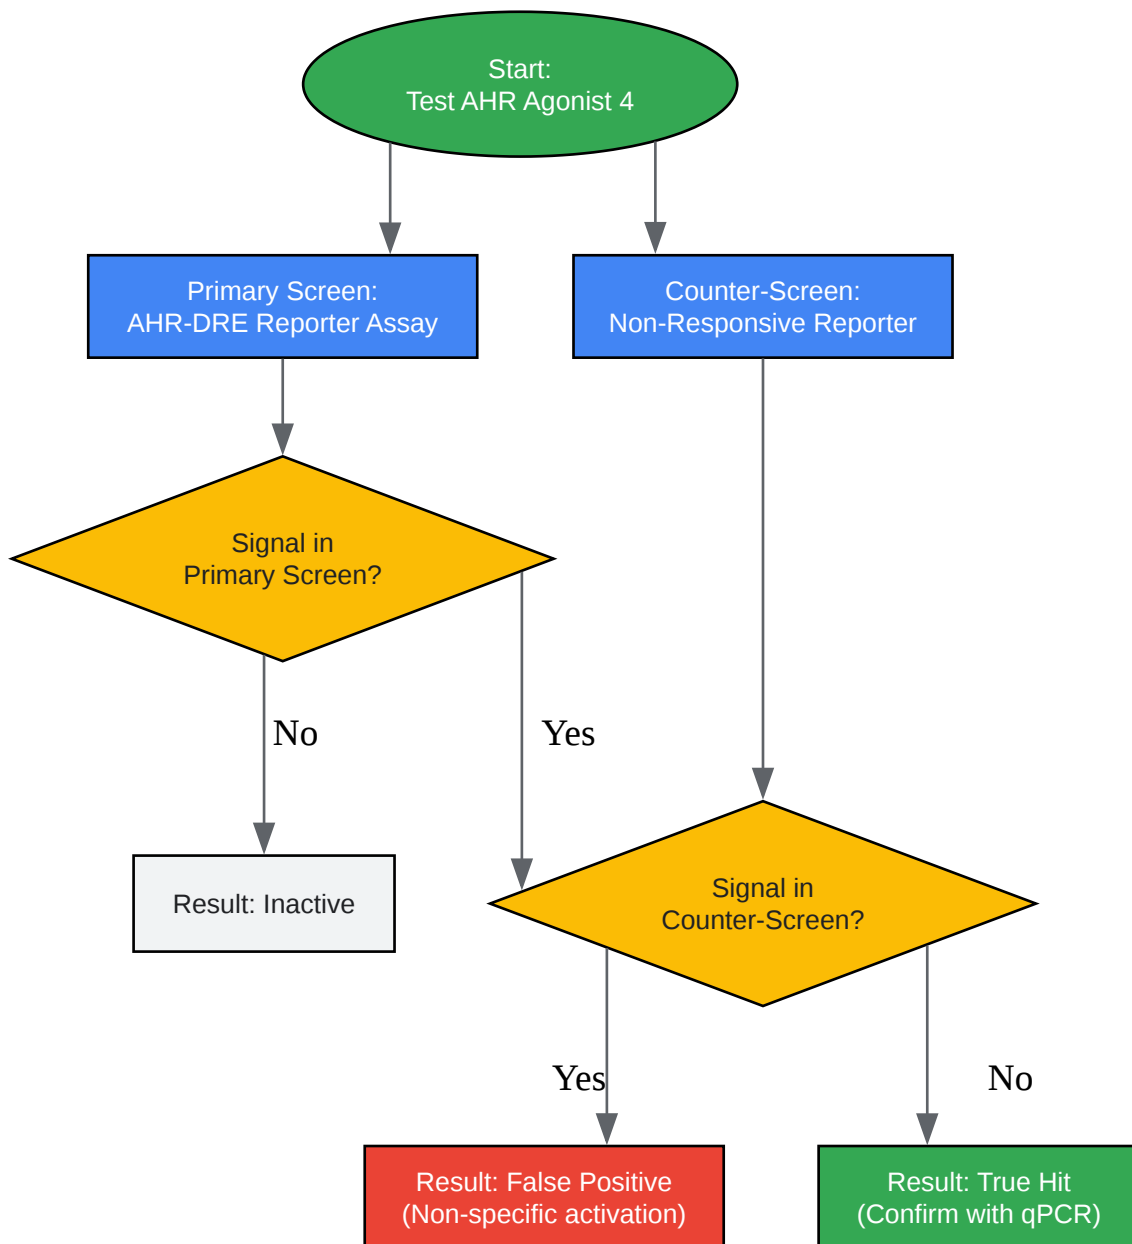 Start:
Test AHR Agonist 4
Primary Screen:
AHR-DRE Reporter Assay
Counter-Screen:
Non-Responsive Reporter
Signal in
Primary Screen?
No
Yes
Result: Inactive
Signal in
Counter-Screen?
Yes
No
Result: False Positive
(Non-specific activation)
Result: True Hit
(Confirm with qPCR)